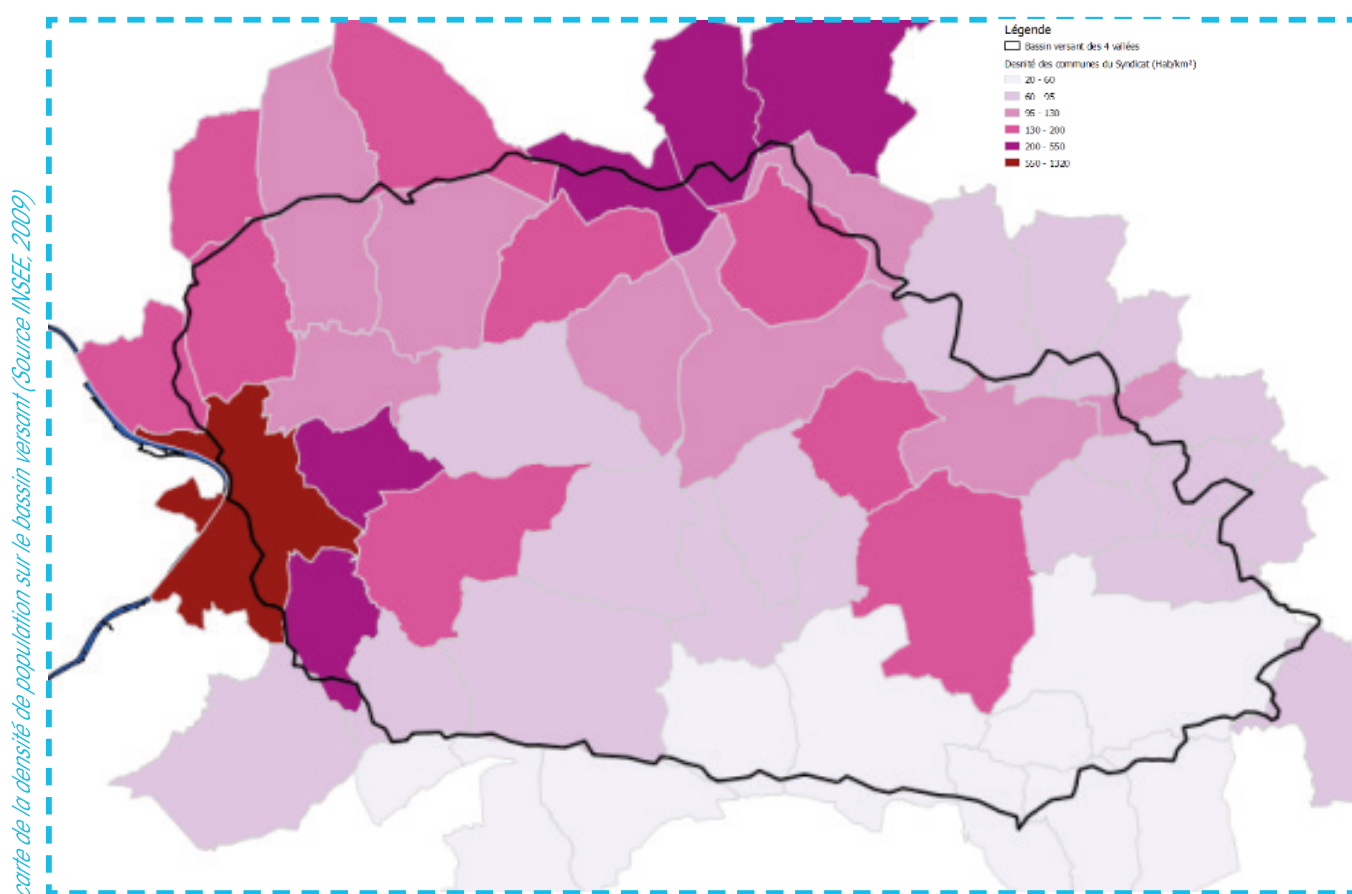 carte de la densité de population sur le bassin versant (Source INSEE, 2009)
Légende
Bassin versant des 4 vallées
Desnité des communes du Syndicat (Hab/km²)
20 - 60
60 - 95
95 - 130
130 - 200
200 - 550
550 - 1320